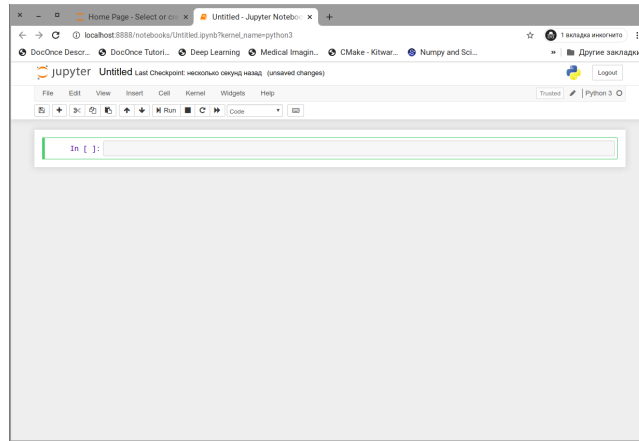 Home Page - Select or cre
Untitled - Jupyter Noteboo
localhost:8888/notebooks/Untitled.ipynb?kernel_name=python3
1 вкладка инкогнито
DocOnce Descr... DocOnce Tutori... Deep Learning Medical Imagin... CMake - Kitwar... Numpy and Sci... » Другие закладки
jupyter Untitled Last Checkpoint: несколько секунд назад (unsaved changes) Logout
File Edit View Insert Cell Kernel Widgets Help Trusted Python 3
Run Code
In [ ]: